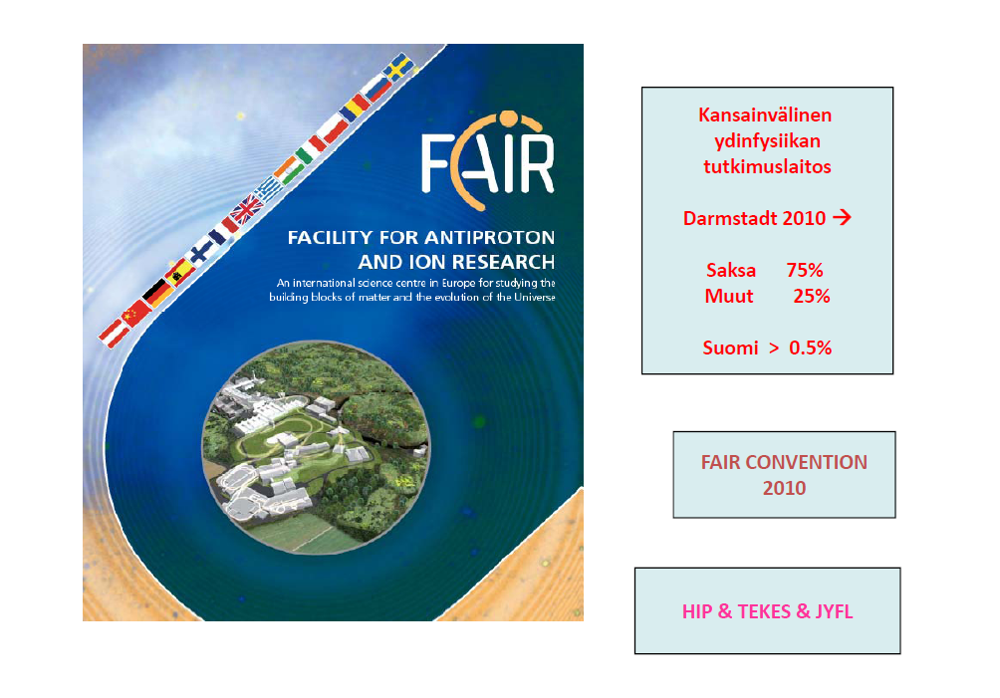 FAIR
FACILITY FOR ANTIPROTON
AND ION RESEARCH
An international science centre in Europe for studying the
building blocks of matter and the evolution of the Universe
Kansainvälinen
ydinfysiikan
tutkimuslaitos
Darmstadt 2010 →
Saksa 75%
Muut 25%
Suomi > 0.5%
FAIR CONVENTION
2010
HIP & TEKES & JYFL